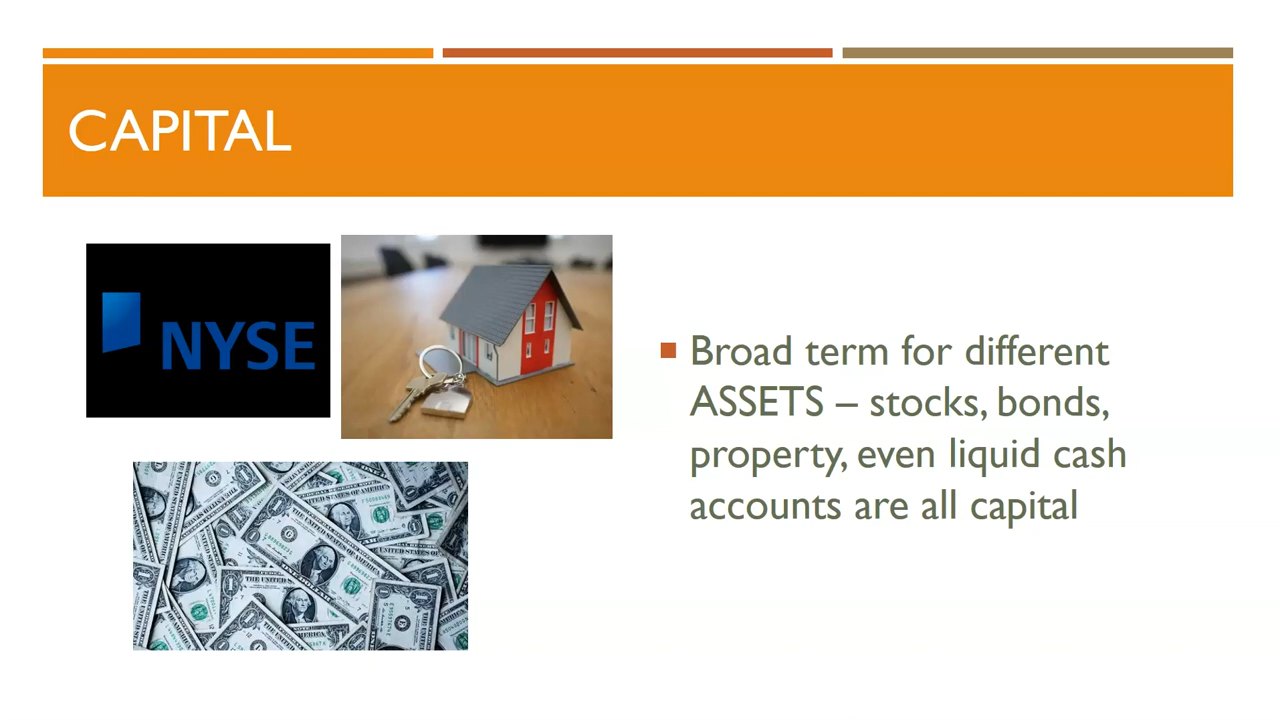 CAPITAL
NYSE
Broad term for different
ASSETS – stocks, bonds,
property, even liquid cash
accounts are all capital